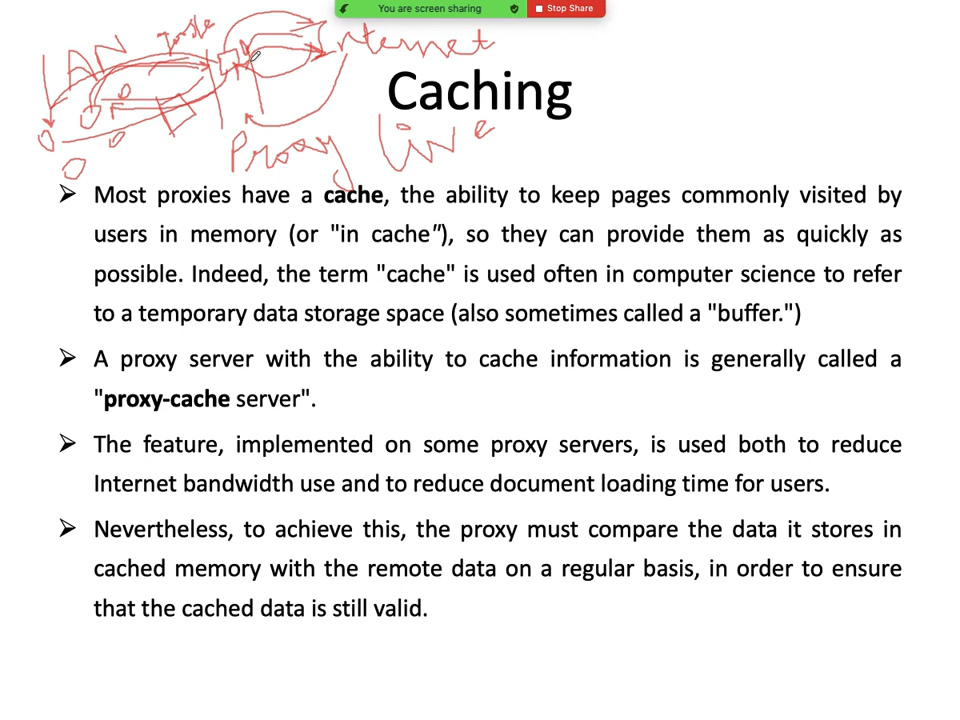 You are screen sharing Stop Share
LAN Inside Internet
Caching
Proxy live
➢ Most proxies have a cache, the ability to keep pages commonly visited by
users in memory (or "in cache"), so they can provide them as quickly as
possible. Indeed, the term "cache" is used often in computer science to refer
to a temporary data storage space (also sometimes called a "buffer.")
➢ A proxy server with the ability to cache information is generally called a
"proxy-cache server".
➢ The feature, implemented on some proxy servers, is used both to reduce
Internet bandwidth use and to reduce document loading time for users.
➢ Nevertheless, to achieve this, the proxy must compare the data it stores in
cached memory with the remote data on a regular basis, in order to ensure
that the cached data is still valid.